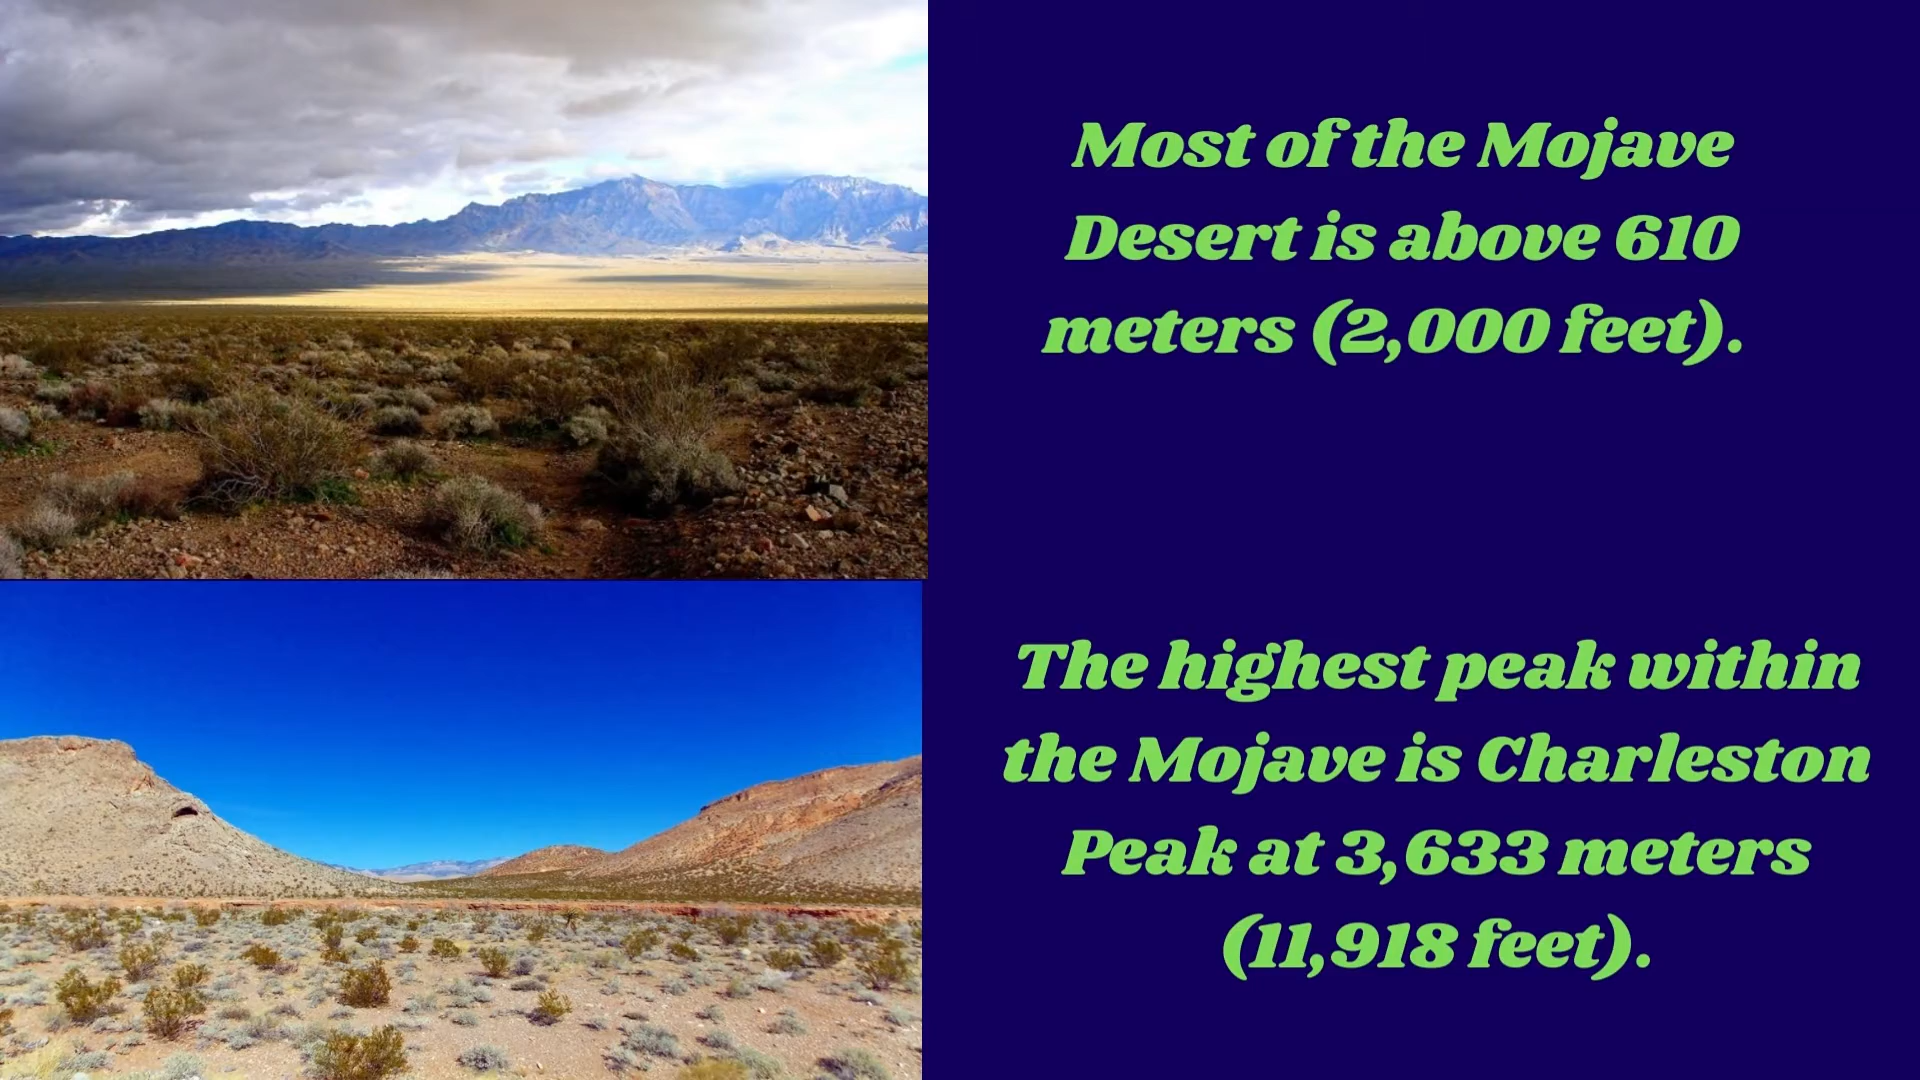 Most of the Mojave
Desert is above 610
meters (2,000 feet).
The highest peak within
the Mojave is Charleston
Peak at 3,633 meters
(11,918 feet).